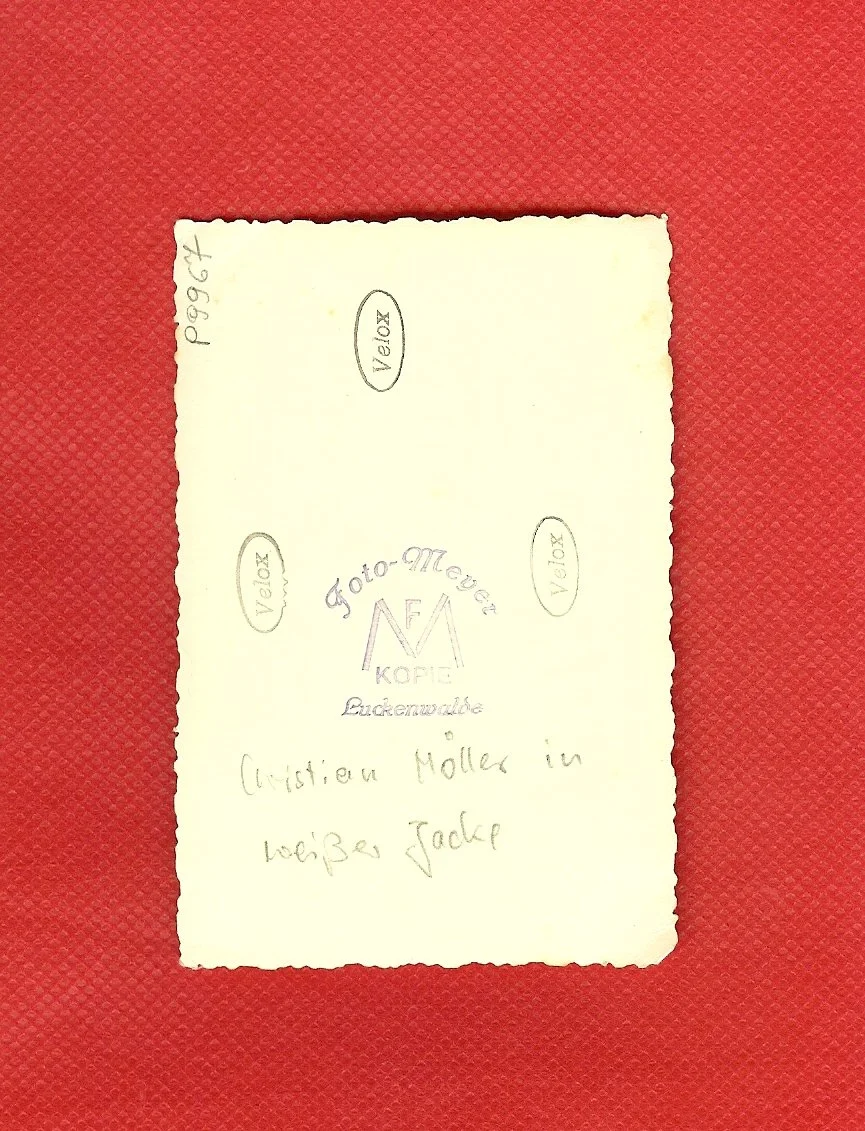 P9967
Velox
Velox
Velox
Foto-Meyer
FM
KOPIE
Luckenwalde
Christian Möller in
weißer Jacke